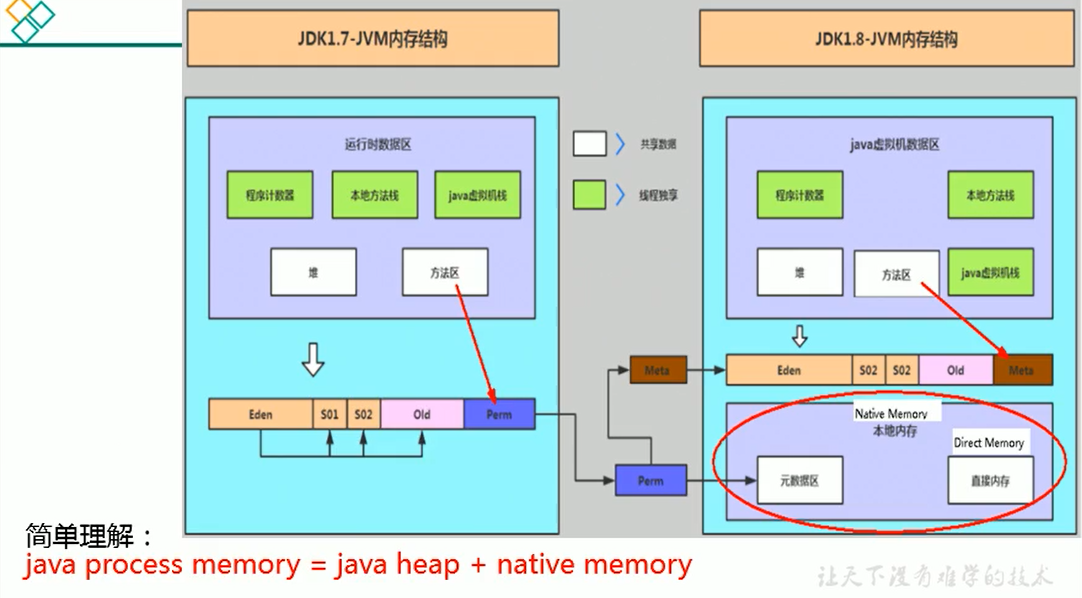 JDK1.7-JVM内存结构
运行时数据区
程序计数器
本地方法栈
java虚拟机栈
堆
方法区
Eden
S01
S02
Old
Perm
共享数据
线程独享
Meta
Perm
JDK1.8-JVM内存结构
java虚拟机数据区
程序计数器
本地方法栈
堆
方法区
java虚拟机栈
Eden
S02
S02
Old
Meta
Native Memory
本地内存
Direct Memory
元数据区
直接内存
简单理解：
java process memory = java heap + native memory
让天下没有难学的技术